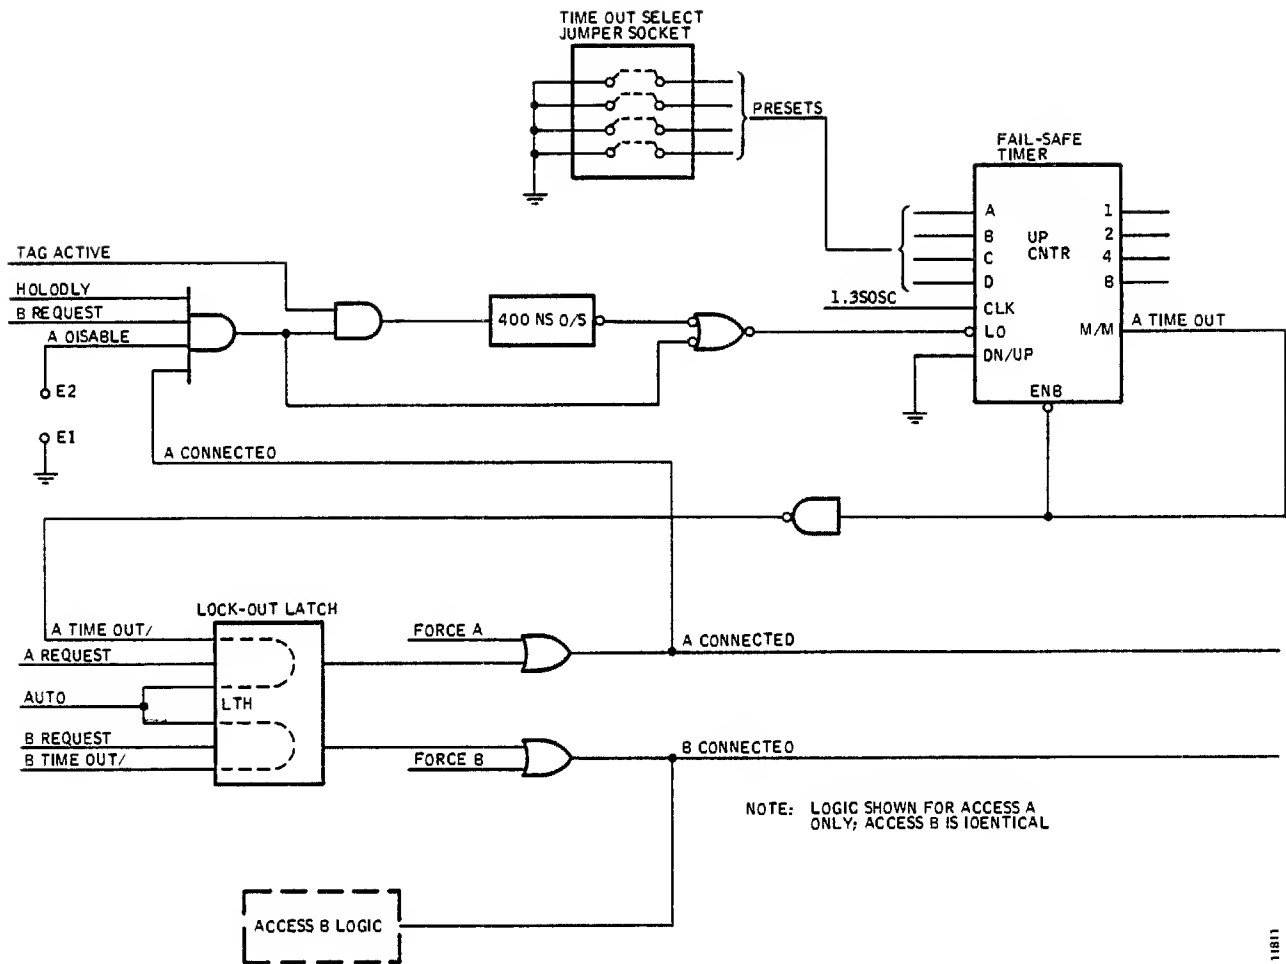 TIME OUT SELECT
JUMPER SOCKET
PRESETS
FAIL-SAFE
TIMER
A
B
C
D
UP
CNTR
1
2
4
8
1.3SOSC
CLK
LO
DN/UP
M/M
A TIME OUT
ENB
TAG ACTIVE
HOLODLY
B REQUEST
A OISABLE
E2
E1
400 NS O/S
A CONNECTEO
LOCK-OUT LATCH
A TIME OUT/
A REQUEST
AUTO
LTH
B REQUEST
B TIME OUT/
FORCE A
A CONNECTED
FORCE B
B CONNECTEO
NOTE: LOGIC SHOWN FOR ACCESS A
ONLY; ACCESS B IS IOENTICAL
ACCESS B LOGIC
11811